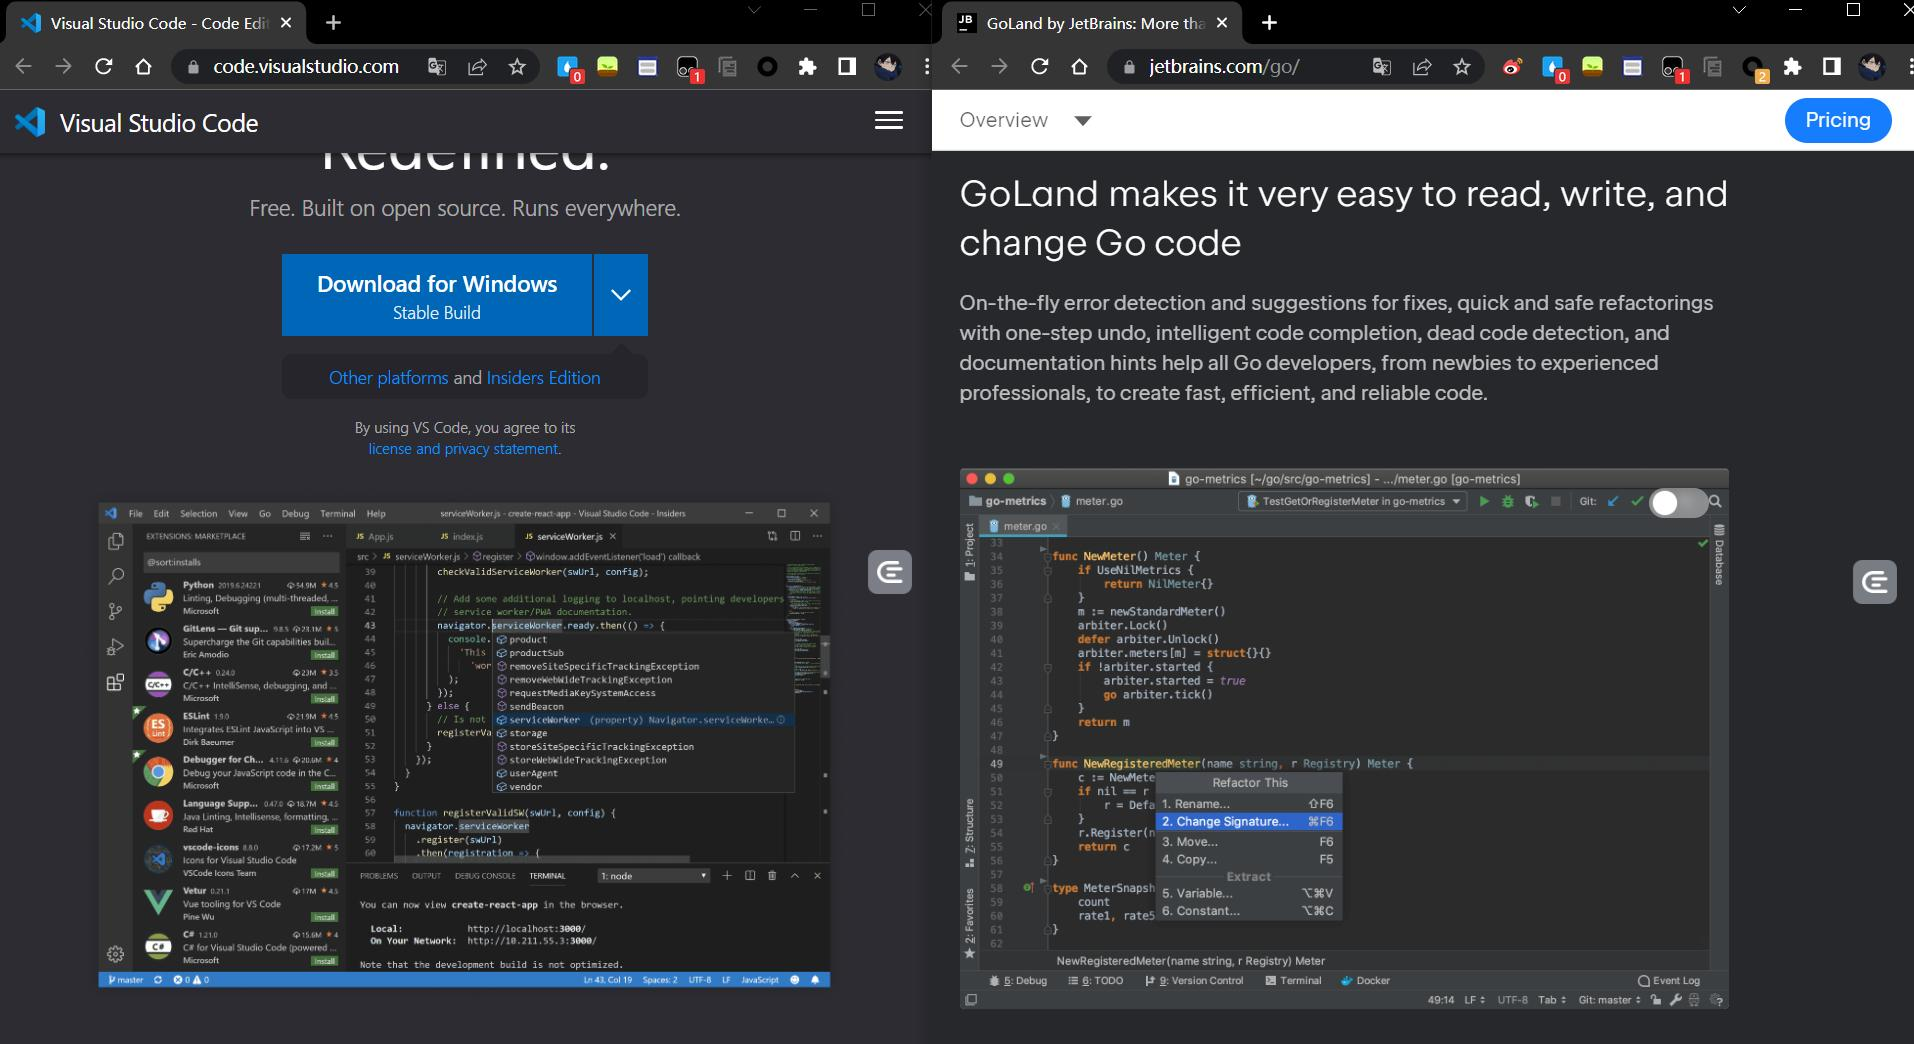 Visual Studio Code - Code Edit
code.visualstudio.com
0
1
Visual Studio Code
Redefined.
Free. Built on open source. Runs everywhere.
Download for Windows
Stable Build
Other platforms and Insiders Edition
By using VS Code, you agree to its
license and privacy statement.
File Edit Selection View Go Debug Terminal Help
serviceWorker.js - create-react-app - Visual Studio Code - Insiders
EXTENSIONS: MARKETPLACE
@sort:installs
Python 2019.6.24221 54.9M 4.5
Linting, Debugging (multi-threaded, ...
Microsoft Install
GitLens — Git sup... 9.8.5 23.1M 5
Supercharge the Git capabilities buil...
Eric Amodio Install
C/C++ 0.24.0 23M 3.5
C/C++ IntelliSense, debugging, and ...
Microsoft Install
ESLint 1.9.0 21.9M 4.5
Integrates ESLint JavaScript into VS ...
Dirk Baeumer Install
Debugger for Ch... 4.11.6 20.6M 4
Debug your JavaScript code in the C...
Microsoft Install
Language Supp... 0.47.0 18.7M 4.5
Java Linting, Intellisense, formatting, ...
Red Hat Install
vscode-icons 8.8.0 17.2M 5
Icons for Visual Studio Code
VSCode Icons Team Install
Vetur 0.21.1 17M 4.5
Vue tooling for VS Code
Pine Wu Install
C# 1.21.0 15.6M 4
C# for Visual Studio Code (powered ...
Microsoft Install
JS App.js JS index.js JS serviceWorker.js
src > JS serviceWorker.js > register > window.addEventListener('load') callback
39 checkValidServiceWorker(swUrl, config);
40
41 // Add some additional logging to localhost, pointing developers
42 // service worker/PWA documentation.
43 navigator.serviceWorker.ready.then(() => {
44 console. product
45 'This productSub
46 'wor removeSiteSpecificTrackingException
47 ); removeWebWideTrackingException
48 }); requestMediaKeySystemAccess
49 } else { sendBeacon
50 // Is not serviceWorker (property) Navigator.serviceWorke...
51 registerVa storage
52 } storeSiteSpecificTrackingException
53 }); storeWebWideTrackingException
54 } userAgent
55 } vendor
56
57 function registerValidSW(swUrl, config) {
58 navigator.serviceWorker
59 .register(swUrl)
60 .then(registration => {
PROBLEMS OUTPUT DEBUG CONSOLE TERMINAL 1: node
You can now view create-react-app in the browser.
Local: http://localhost:3000/
On Your Network: http://10.211.55.3:3000/
Note that the development build is not optimized.
master 0 0 Ln 43, Col 19 Spaces: 2 UTF-8 LF JavaScript
JB GoLand by JetBrains: More tha
jetbrains.com/go/
0
1
2
Overview
Pricing
GoLand makes it very easy to read, write, and
change Go code
On-the-fly error detection and suggestions for fixes, quick and safe refactorings
with one-step undo, intelligent code completion, dead code detection, and
documentation hints help all Go developers, from newbies to experienced
professionals, to create fast, efficient, and reliable code.
go-metrics [~/go/src/go-metrics] - .../meter.go [go-metrics]
go-metrics meter.go TestGetOrRegisterMeter in go-metrics Git:
meter.go
1: Project
7: Structure
2: Favorites
Database
33
34 func NewMeter() Meter {
35 if UseNilMetrics {
36 return NilMeter{}
37 }
38 m := newStandardMeter()
39 arbiter.Lock()
40 defer arbiter.Unlock()
41 arbiter.meters[m] = struct{}{}
42 if !arbiter.started {
43 arbiter.started = true
44 go arbiter.tick()
45 }
46 return m
47 }
48
49 func NewRegisteredMeter(name string, r Registry) Meter {
50 c := NewMete
51 if nil == r
52 r = Defa
53 }
54 r.Register(n
55 return c
56 }
57
58 type MeterSnapsh
59 count
60 rate1, rate5
61 }
62
Refactor This
1. Rename... ⇧F6
2. Change Signature... ⌘F6
3. Move... F6
4. Copy... F5
Extract
5. Variable... ⌥⌘V
6. Constant... ⌥⌘C
NewRegisteredMeter(name string, r Registry) Meter
5: Debug 6: TODO 9: Version Control Terminal Docker Event Log
49:14 LF UTF-8 Tab Git: master